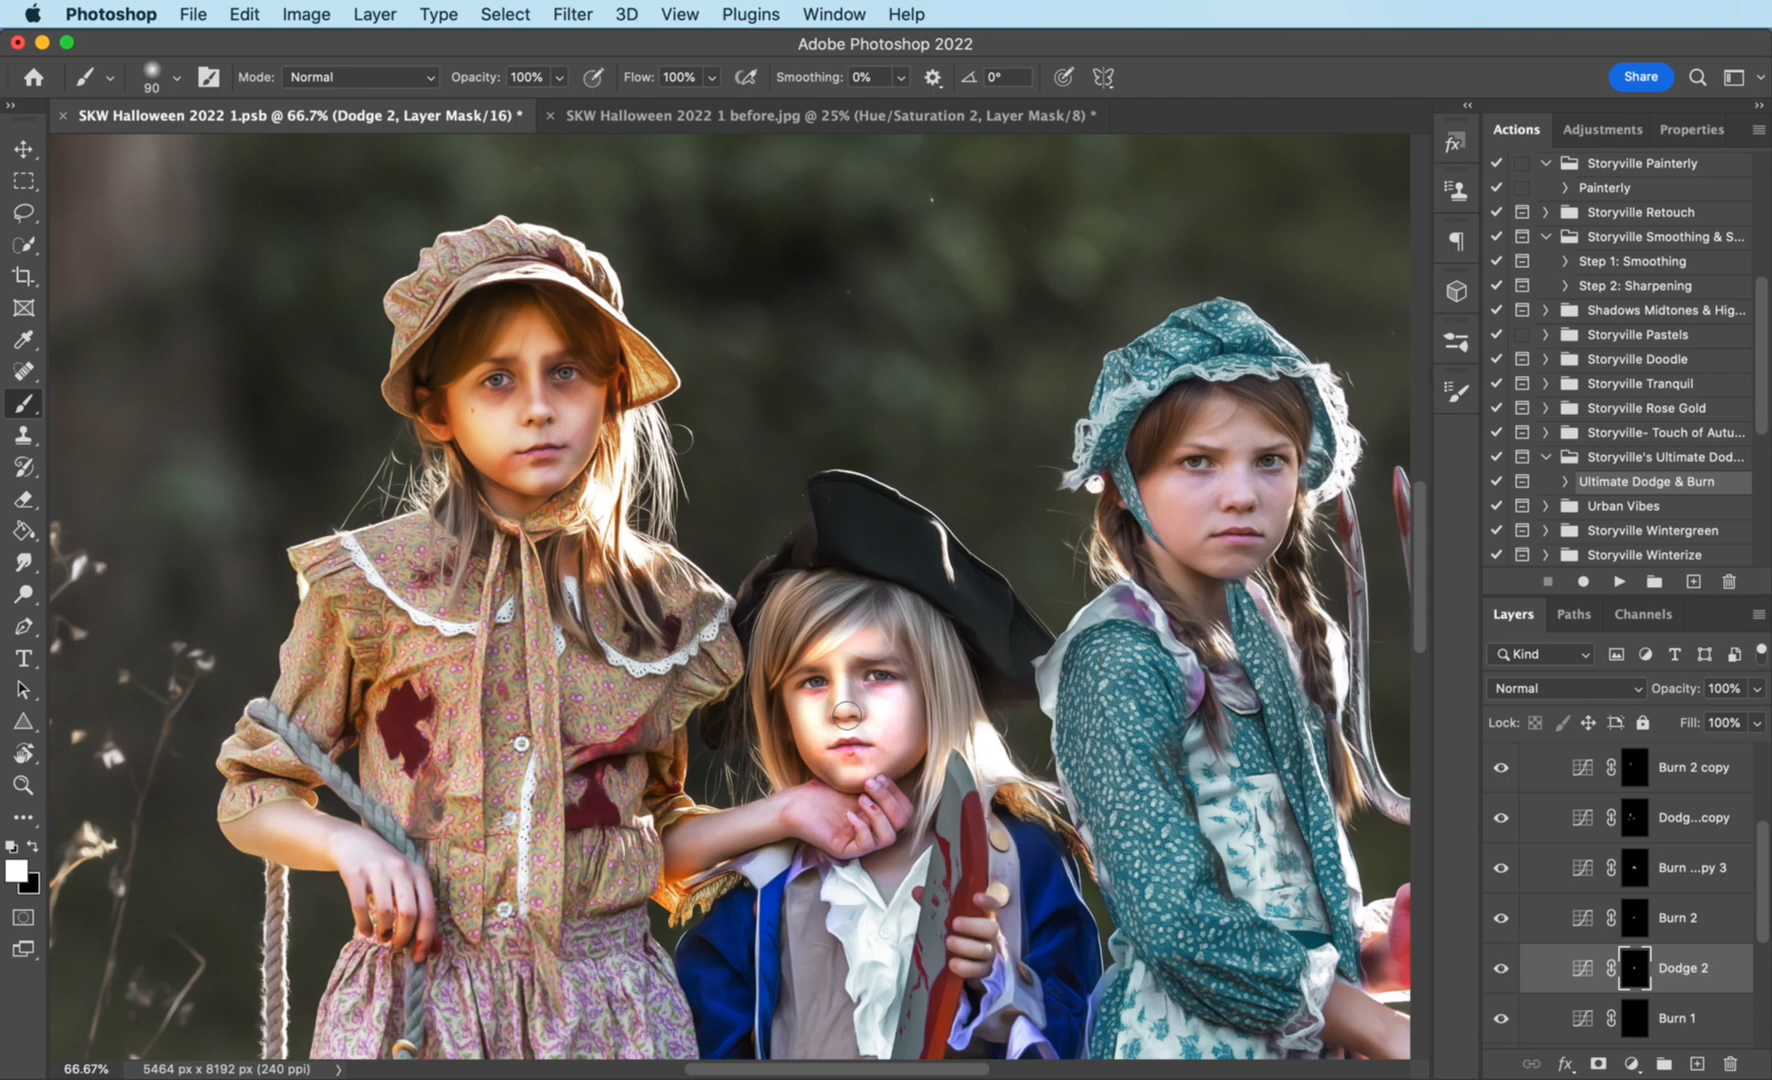 Photoshop File Edit Image Layer Type Select Filter 3D View Plugins Window Help
Adobe Photoshop 2022
90 Mode: Normal Opacity: 100% Flow: 100% Smoothing: 0% 0° Share
SKW Halloween 2022 1.psb @ 66.7% (Dodge 2, Layer Mask/16) *
SKW Halloween 2022 1 before.jpg @ 25% (Hue/Saturation 2, Layer Mask/8) *
Actions Adjustments Properties
Storyville Painterly
Painterly
Storyville Retouch
Storyville Smoothing & S...
Step 1: Smoothing
Step 2: Sharpening
Shadows Midtones & Hig...
Storyville Pastels
Storyville Doodle
Storyville Tranquil
Storyville Rose Gold
Storyville- Touch of Autu...
Storyville's Ultimate Dod...
Ultimate Dodge & Burn
Urban Vibes
Storyville Wintergreen
Storyville Winterize
Layers Paths Channels
Kind
Normal Opacity: 100%
Lock: Fill: 100%
Burn 2 copy
Dodg...copy
Burn ...py 3
Burn 2
Dodge 2
Burn 1
66.67% 5464 px x 8192 px (240 ppi)